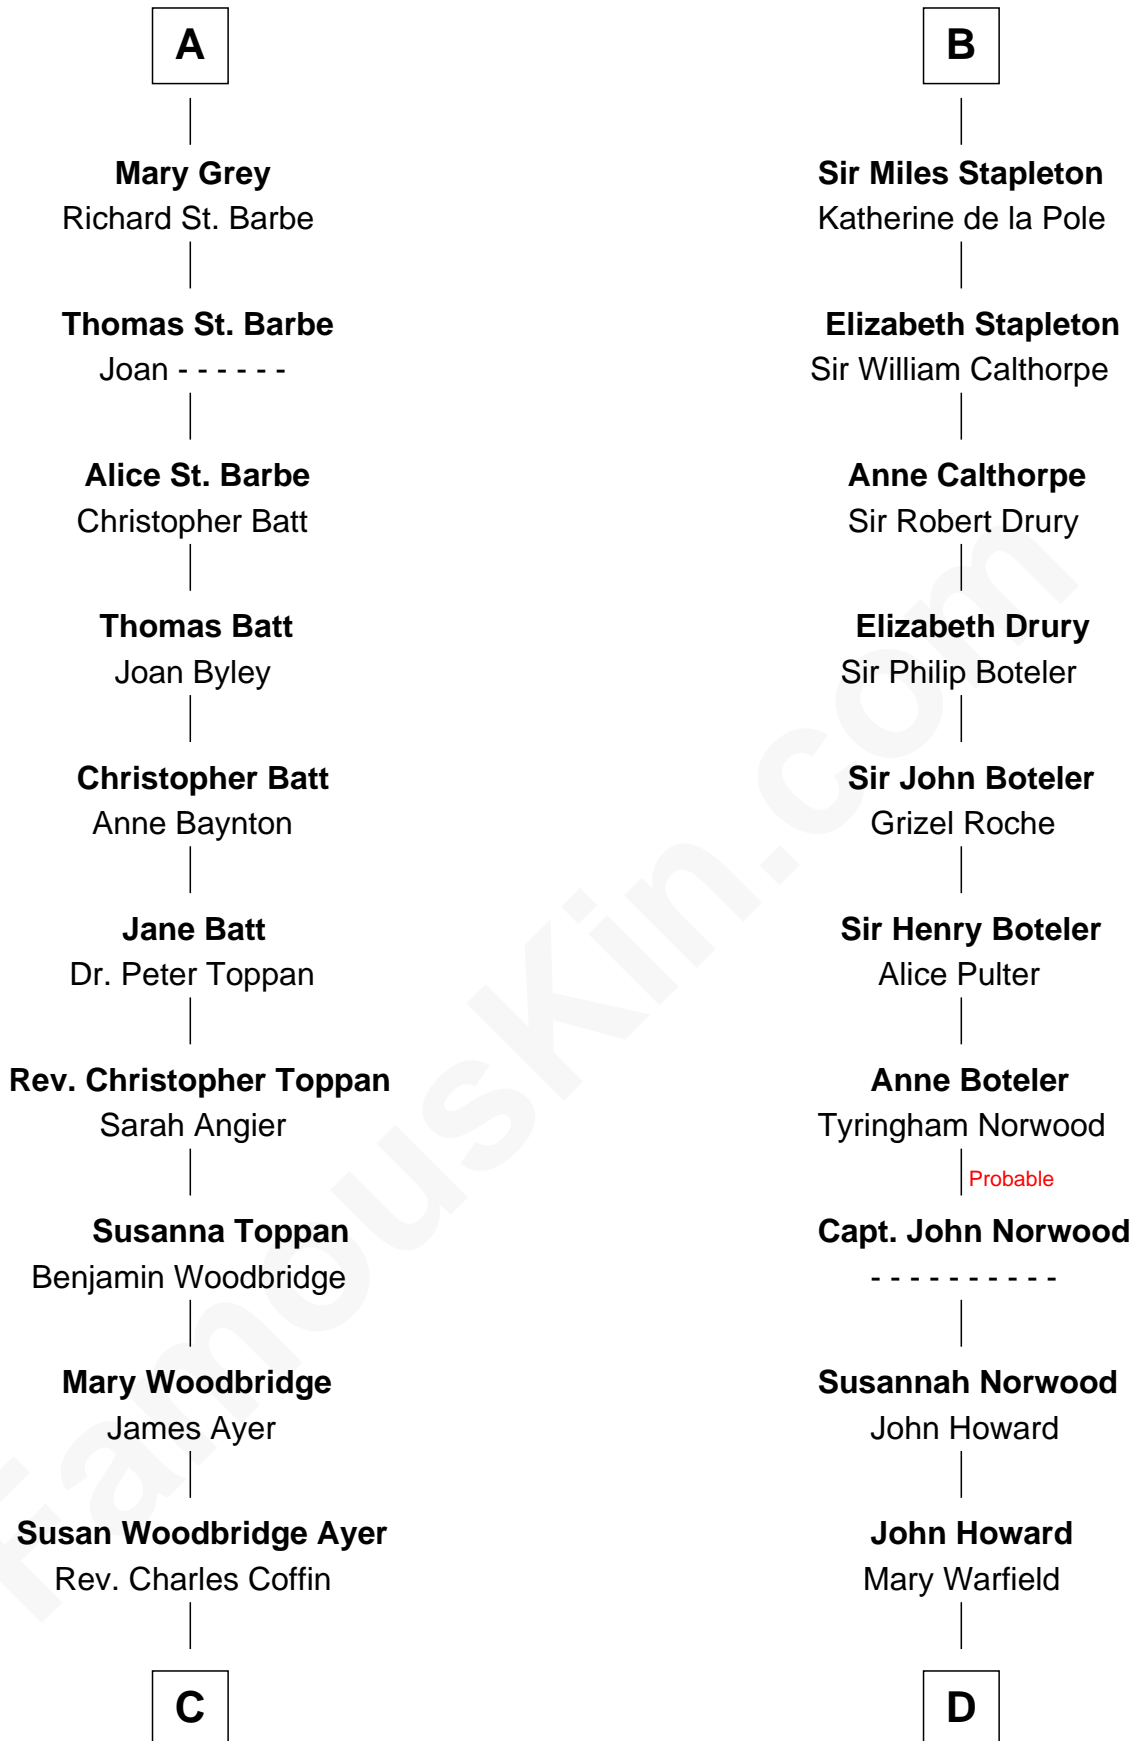 A
Mary Grey
Richard St. Barbe
Thomas St. Barbe
Joan - - - - - -
Alice St. Barbe
Christopher Batt
Thomas Batt
Joan Byley
Christopher Batt
Anne Baynton
Jane Batt
Dr. Peter Toppan
Rev. Christopher Toppan
Sarah Angier
Susanna Toppan
Benjamin Woodbridge
Mary Woodbridge
James Ayer
Susan Woodbridge Ayer
Rev. Charles Coffin
C
B
Sir Miles Stapleton
Katherine de la Pole
Elizabeth Stapleton
Sir William Calthorpe
Anne Calthorpe
Sir Robert Drury
Elizabeth Drury
Sir Philip Boteler
Sir John Boteler
Grizel Roche
Sir Henry Boteler
Alice Pulter
Anne Boteler
Tyringham Norwood
Probable
Capt. John Norwood
- - - - - - - - - -
Susannah Norwood
John Howard
John Howard
Mary Warfield
D
FamousKin.com